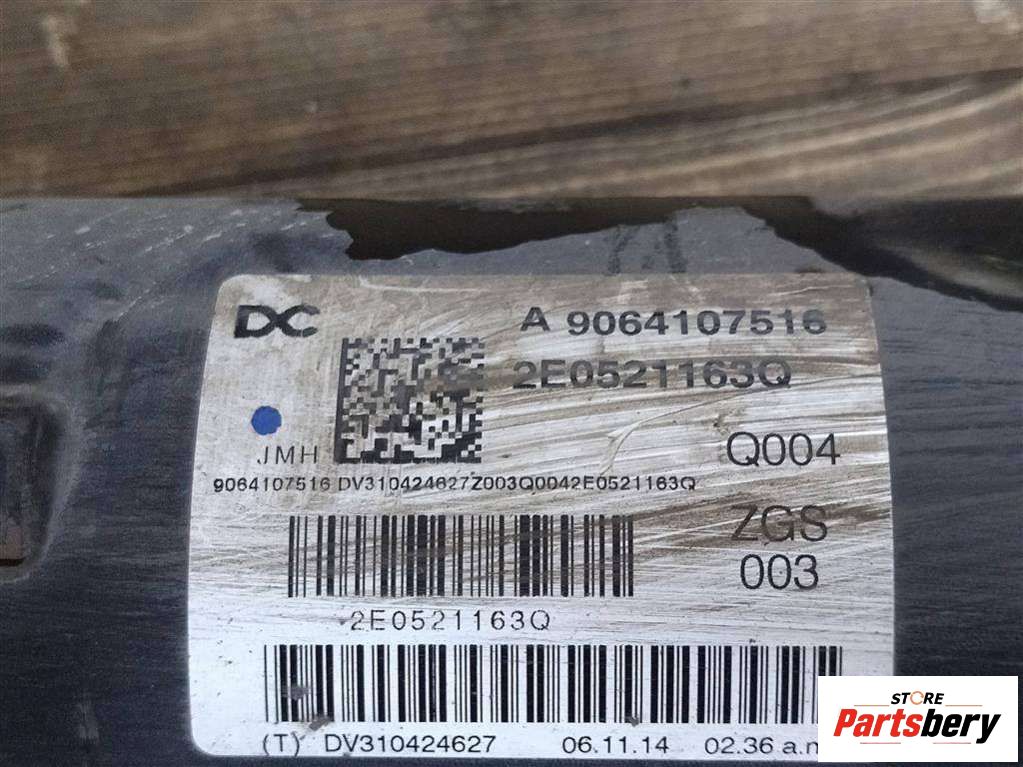 DC
A 9064107516
2E0521163Q
JMH
Q004
9064107516 DV310424627Z003Q0042E0521163Q
ZGS
003
2E0521163Q
(T) DV310424627 06.11.14 02.36 a.m
STORE
Partsbery